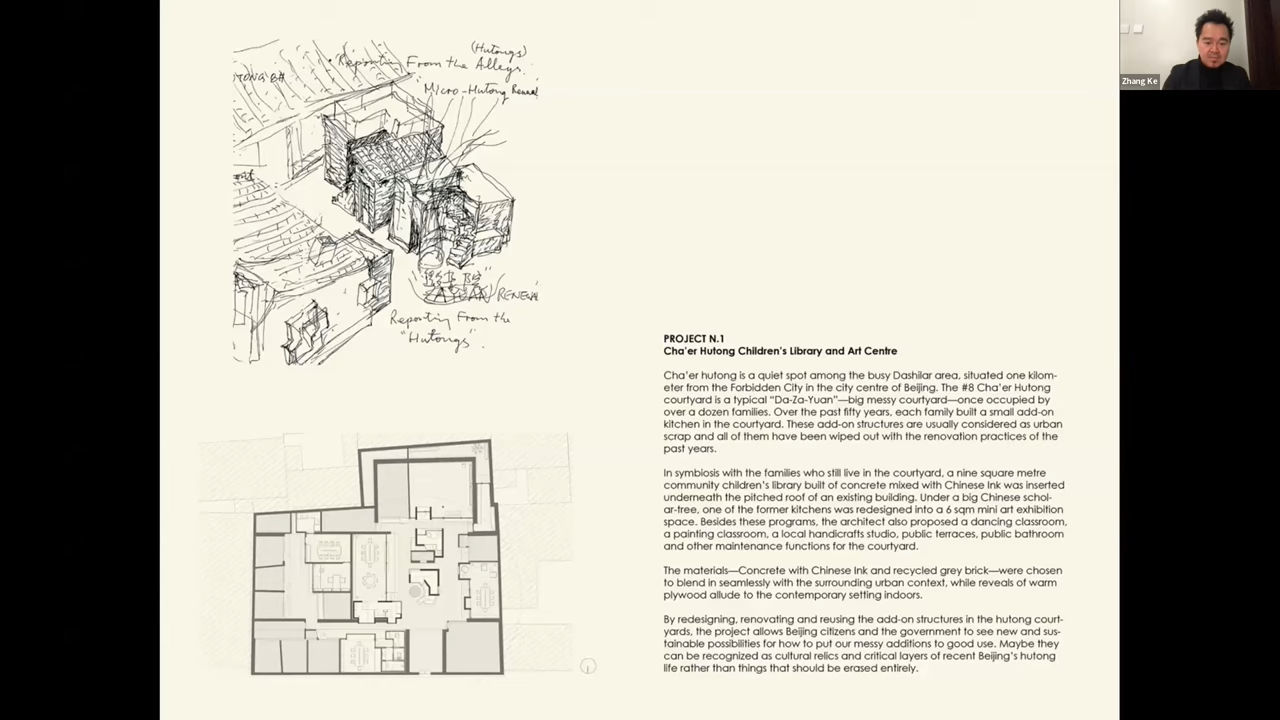 (Hutongs)
Reporting From the Alleys.
Micro-Hutong Renewal
RENEWAL
Reporting From the
"Hutongs".
Zhang Ke
PROJECT N.1
Cha'er Hutong Children's Library and Art Centre
Cha'er hutong is a quiet spot among the busy Dashilar area, situated one kilom-
eter from the Forbidden City in the city centre of Beijing. The #8 Cha'er Hutong
courtyard is a typical “Da-Za-Yuan”—big messy courtyard—once occupied by
over a dozen families. Over the past fifty years, each family built a small add-on
kitchen in the courtyard. These add-on structures are usually considered as urban
scrap and all of them have been wiped out with the renovation practices of the
past years.
In symbiosis with the families who still live in the courtyard, a nine square metre
community children's library built of concrete mixed with Chinese Ink was inserted
underneath the pitched roof of an existing building. Under a big Chinese schol-
ar-tree, one of the former kitchens was redesigned into a 6 sqm mini art exhibition
space. Besides these programs, the architect also proposed a dancing classroom,
a painting classroom, a local handicrafts studio, public terraces, public bathroom
and other maintenance functions for the courtyard.
The materials—Concrete with Chinese Ink and recycled grey brick—were chosen
to blend in seamlessly with the surrounding urban context, while reveals of warm
plywood allude to the contemporary setting indoors.
By redesigning, renovating and reusing the add-on structures in the hutong court-
yards, the project allows Beijing citizens and the government to see new and sus-
tainable possibilities for how to put our messy additions to good use. Maybe they
can be recognized as cultural relics and critical layers of recent Beijing's hutong
life rather than things that should be erased entirely.